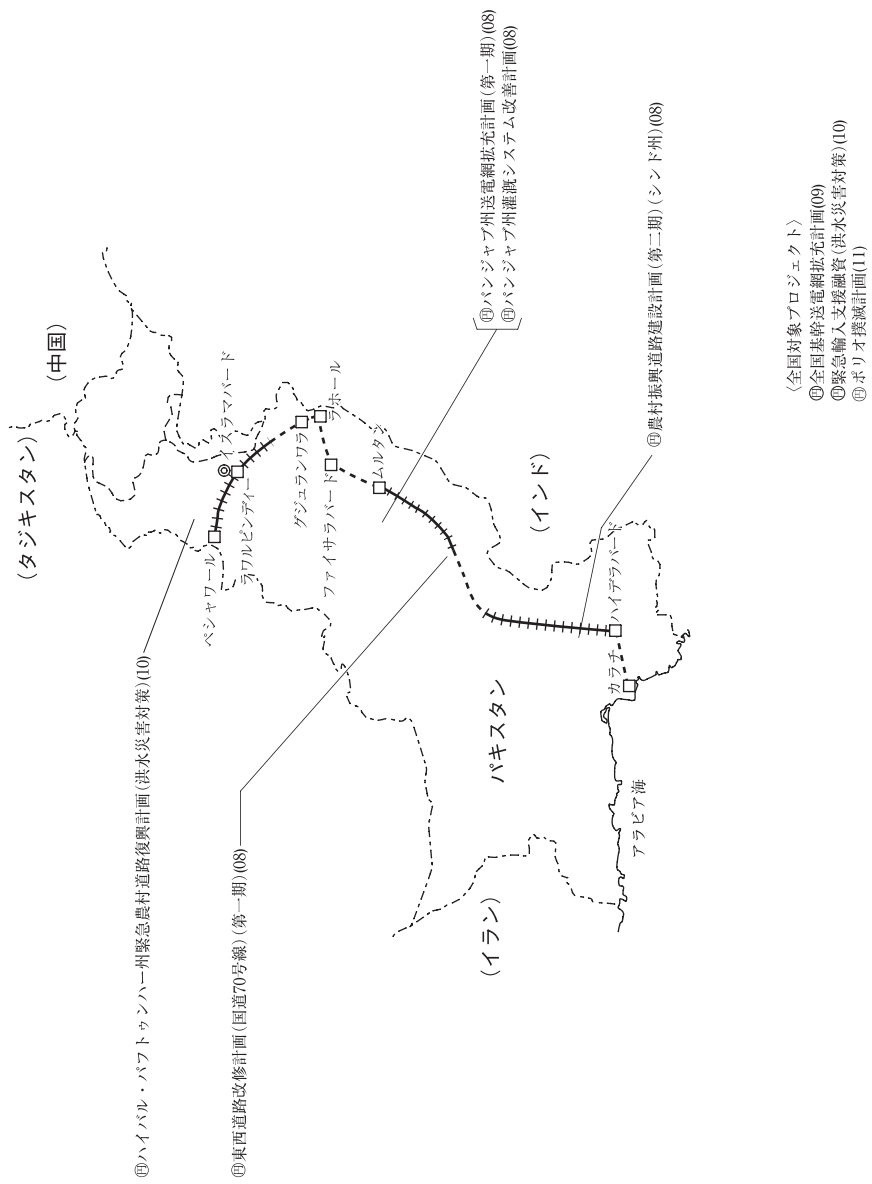 (タジキスタン)
(中国)
イスラマバード
ペシャワール
ラワルピンディー
グジュランワラ
ラホール
ファイサラバード
ムルタン
(インド)
ハイデラバード
カラチ
パキスタン
アラビア海
(イラン)
㋓ハイバル・パフトゥンハー州緊急農村道路復興計画(洪水災害対策)(10)
㋓東西道路改修計画(国道70号線)(第一期)(08)
㋓パンジャブ州送電網拡充計画(第一期)(08)
㋓パンジャブ州灌漑システム改善計画(08)
㋓農村振興道路建設計画(第二期)(シンド州)(08)
〈全国対象プロジェクト〉
㋓全国基幹送電網拡充計画(09)
㋓緊急輸入支援融資(洪水災害対策)(10)
㋓ポリオ撲滅計画(11)